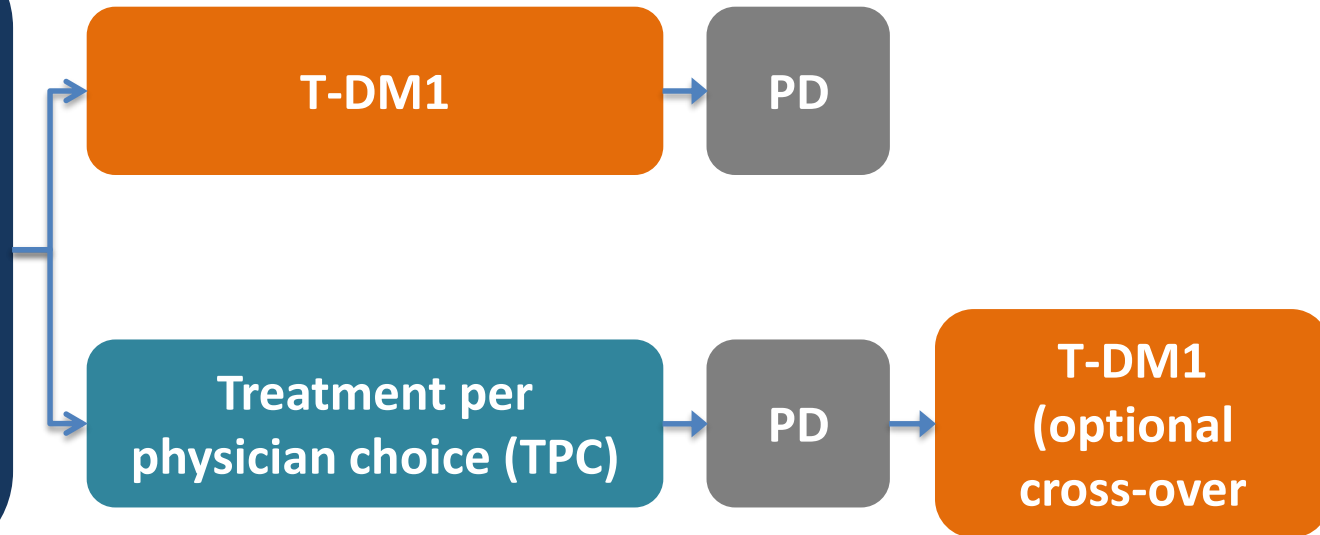 T-DM1
PD
Treatment per
physician choice (TPC)
PD
T-DM1
(optional
cross-over